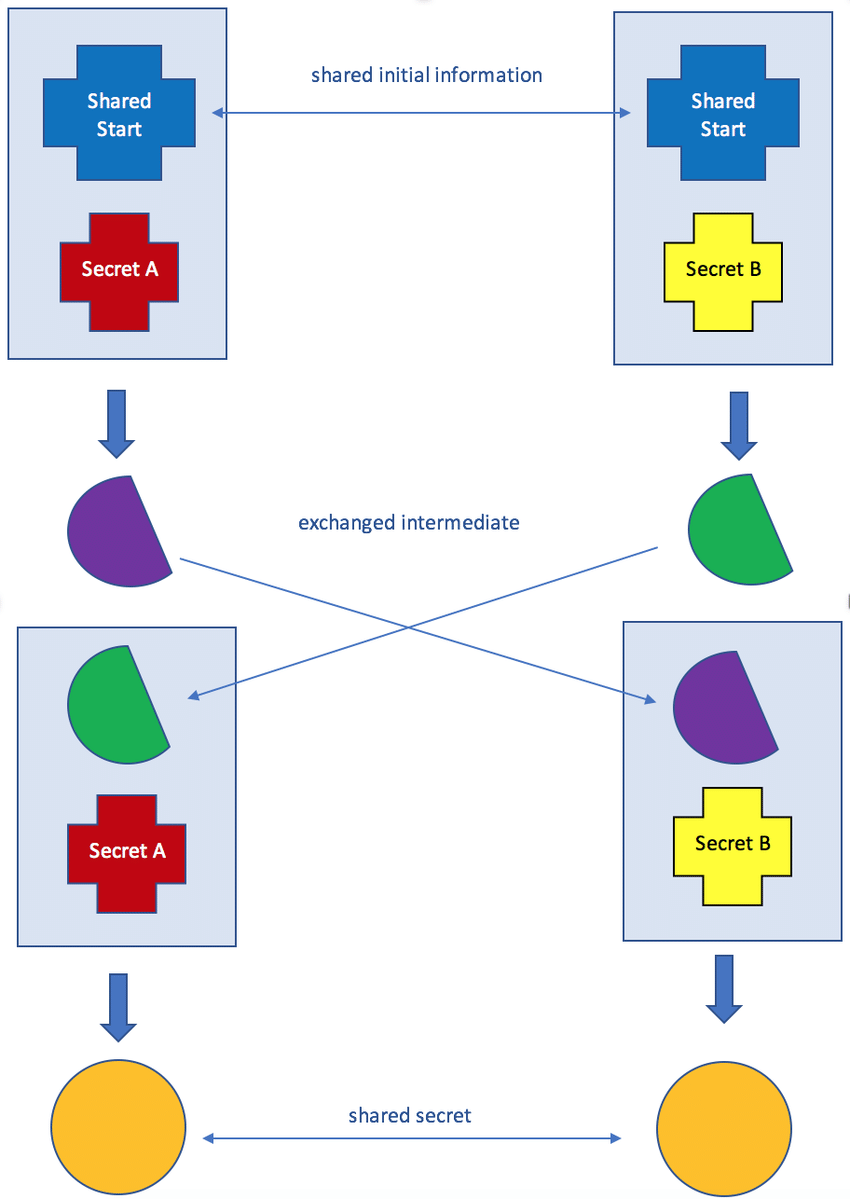 shared initial information
Shared
Start
Shared
Start
Secret A
Secret B
exchanged intermediate
Secret A
Secret B
shared secret